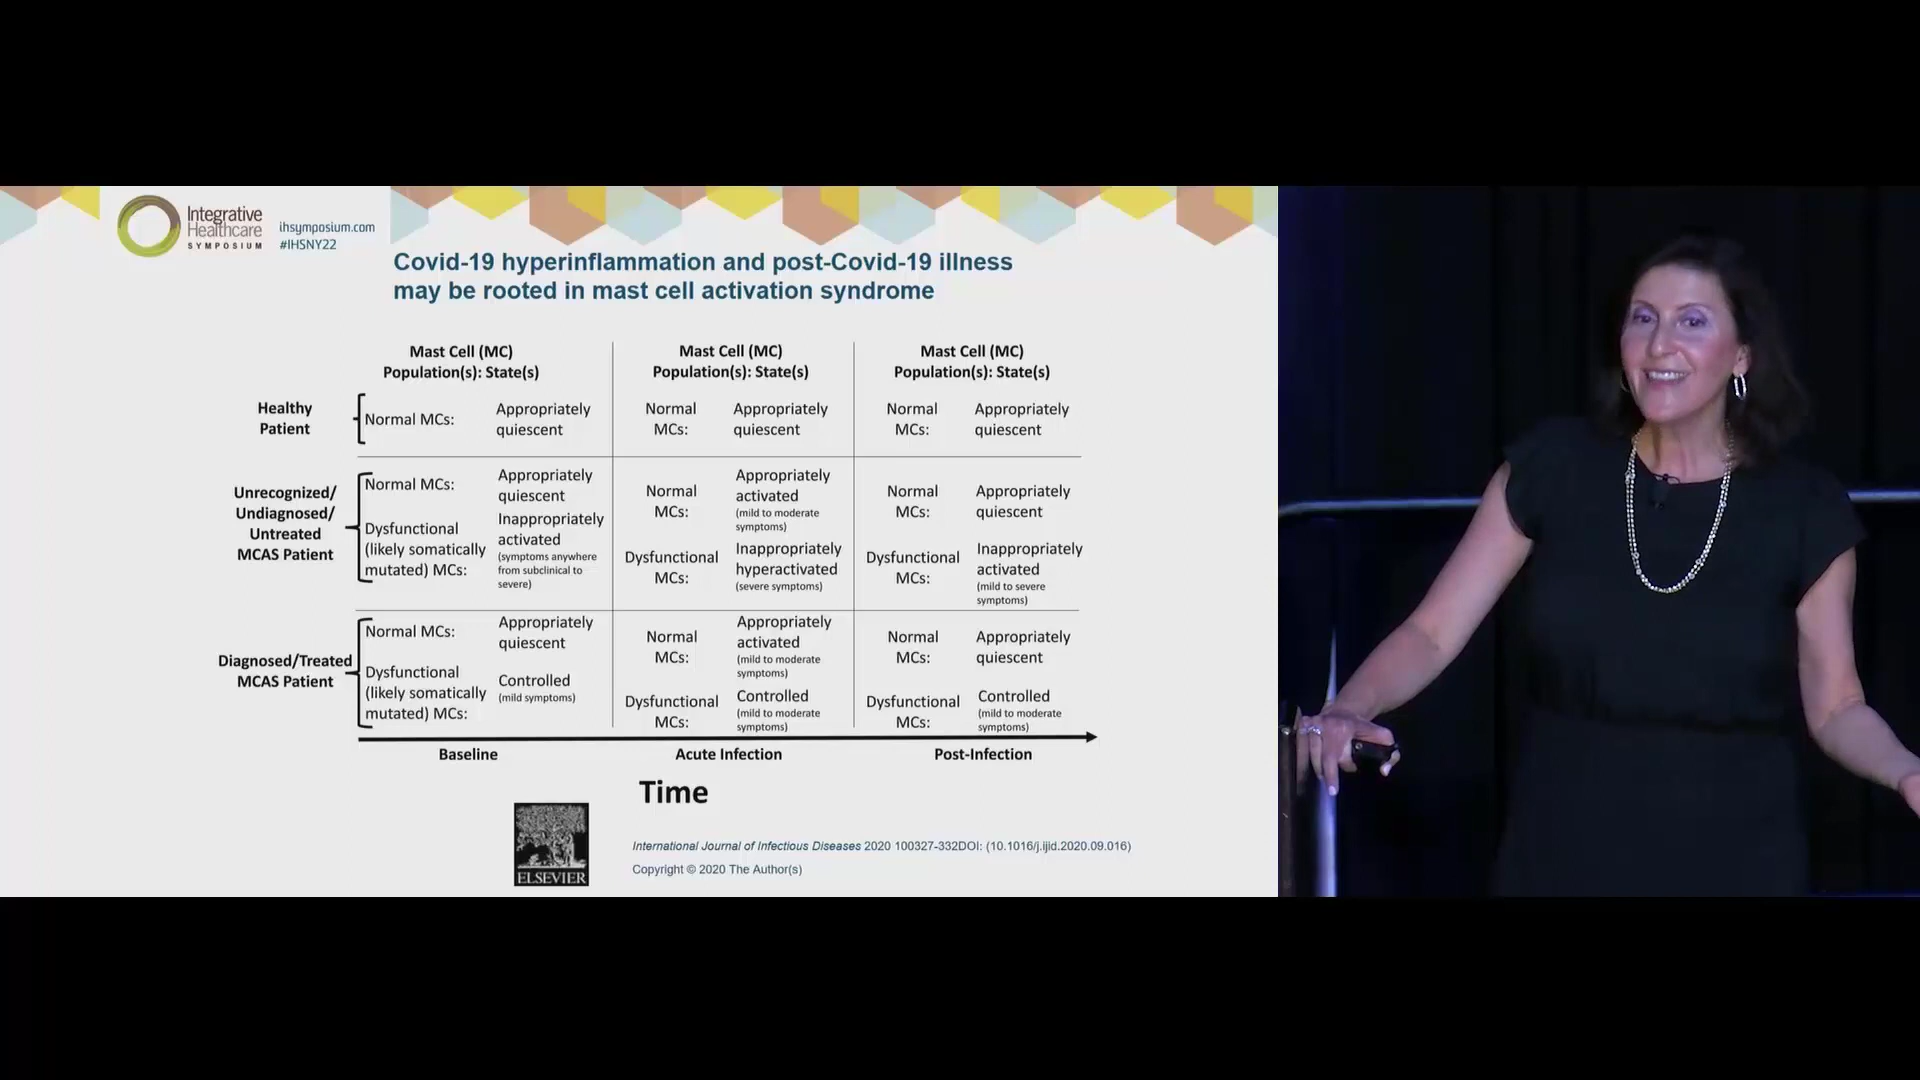 Integrative
Healthcare
SYMPOSIUM
ihsymposium.com
#IHSNY22
Covid-19 hyperinflammation and post-Covid-19 illness
may be rooted in mast cell activation syndrome
Mast Cell (MC)
Population(s): State(s)
Mast Cell (MC)
Population(s): State(s)
Mast Cell (MC)
Population(s): State(s)
Healthy
Patient
Normal MCs:
Appropriately
quiescent
Normal
MCs:
Appropriately
quiescent
Normal
MCs:
Appropriately
quiescent
Unrecognized/
Undiagnosed/
Untreated
MCAS Patient
Normal MCs:
Appropriately
quiescent
Dysfunctional
(likely somatically
mutated) MCs:
Inappropriately
activated
(symptoms anywhere
from subclinical to
severe)
Normal
MCs:
Appropriately
activated
(mild to moderate
symptoms)
Dysfunctional
MCs:
Inappropriately
hyperactivated
(severe symptoms)
Normal
MCs:
Appropriately
quiescent
Dysfunctional
MCs:
Inappropriately
activated
(mild to severe
symptoms)
Diagnosed/Treated
MCAS Patient
Normal MCs:
Appropriately
quiescent
Dysfunctional
(likely somatically
mutated) MCs:
Controlled
(mild symptoms)
Normal
MCs:
Appropriately
activated
(mild to moderate
symptoms)
Dysfunctional
MCs:
Controlled
(mild to moderate
symptoms)
Normal
MCs:
Appropriately
quiescent
Dysfunctional
MCs:
Controlled
(mild to moderate
symptoms)
Baseline
Acute Infection
Post-Infection
Time
ELSEVIER
International Journal of Infectious Diseases 2020 100327-332DOI: (10.1016/j.ijid.2020.09.016)
Copyright © 2020 The Author(s)